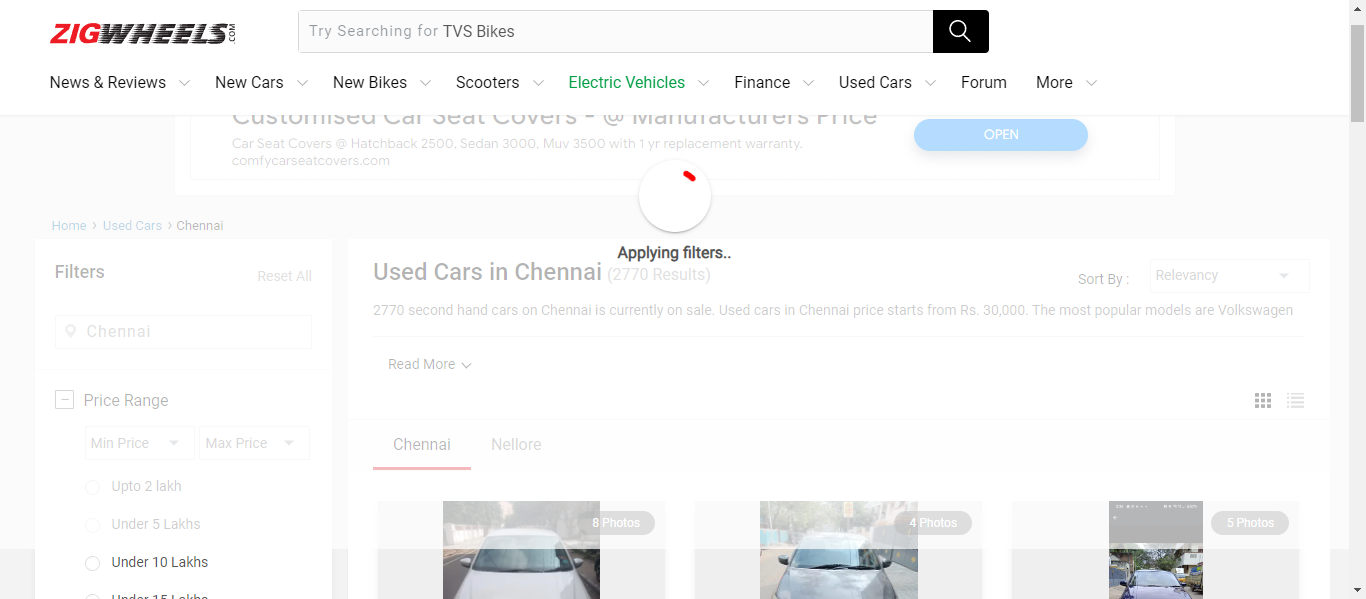 ZIGWHEELS.COM
Try Searching for TVS Bikes
News & Reviews New Cars New Bikes Scooters Electric Vehicles Finance Used Cars Forum More
Customised Car Seat Covers - @ Manufacturers Price
Car Seat Covers @ Hatchback 2500, Sedan 3000, Muv 3500 with 1 yr replacement warranty.
comfycarseatcovers.com
OPEN
Applying filters..
Home › Used Cars › Chennai
Filters
Reset All
Chennai
Price Range
Min Price Max Price
Upto 2 lakh
Under 5 Lakhs
Under 10 Lakhs
Under 15 Lakhs
Used Cars in Chennai (2770 Results)
Sort By : Relevancy
2770 second hand cars on Chennai is currently on sale. Used cars in Chennai price starts from Rs. 30,000. The most popular models are Volkswagen
Read More
Chennai Nellore
8 Photos 4 Photos 5 Photos